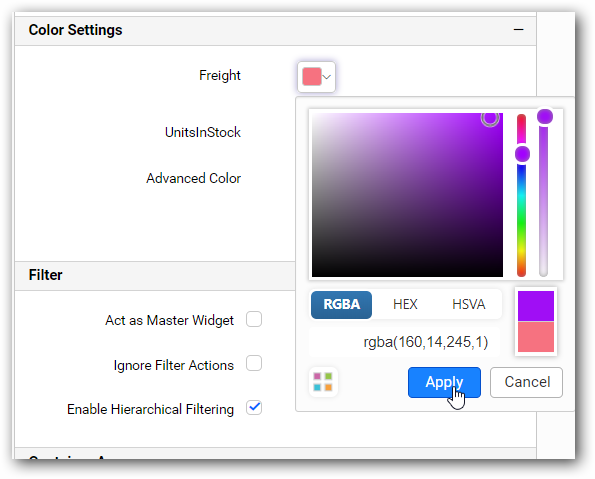 Color Settings
Freight
UnitsInStock
Advanced Color
RGBA HEX HSVA
rgba(160,14,245,1)
Apply Cancel
Filter
Act as Master Widget
Ignore Filter Actions
Enable Hierarchical Filtering